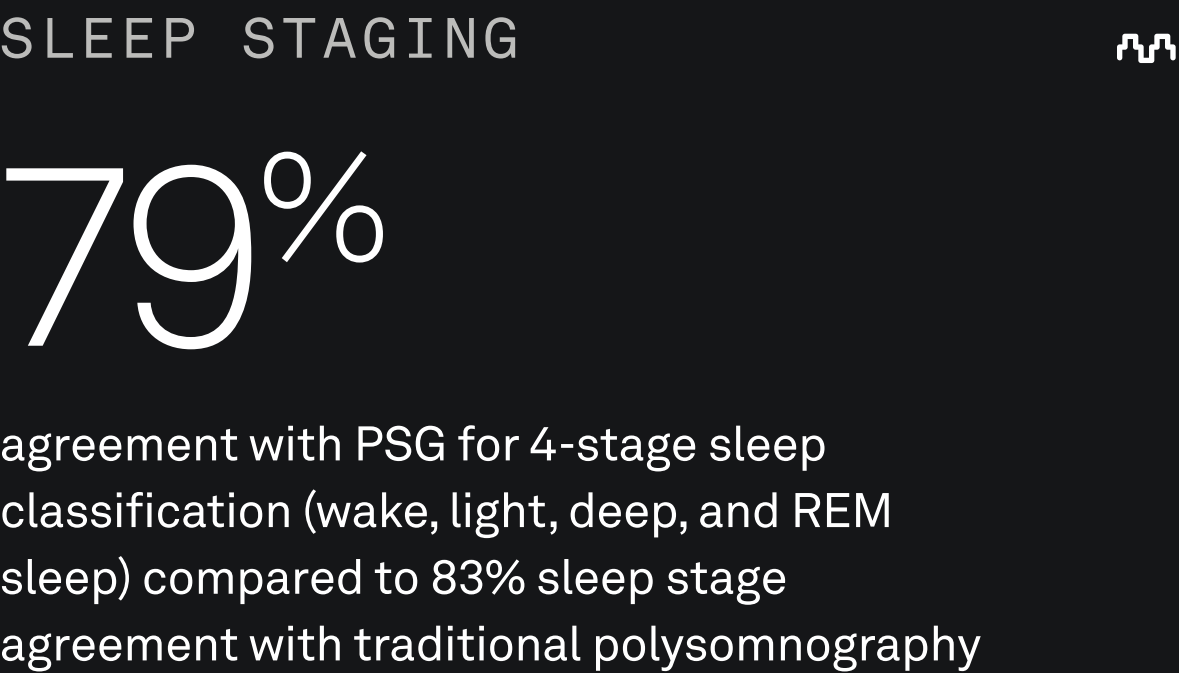 SLEEP STAGING
79%
agreement with PSG for 4-stage sleep
classification (wake, light, deep, and REM
sleep) compared to 83% sleep stage
agreement with traditional polysomnography